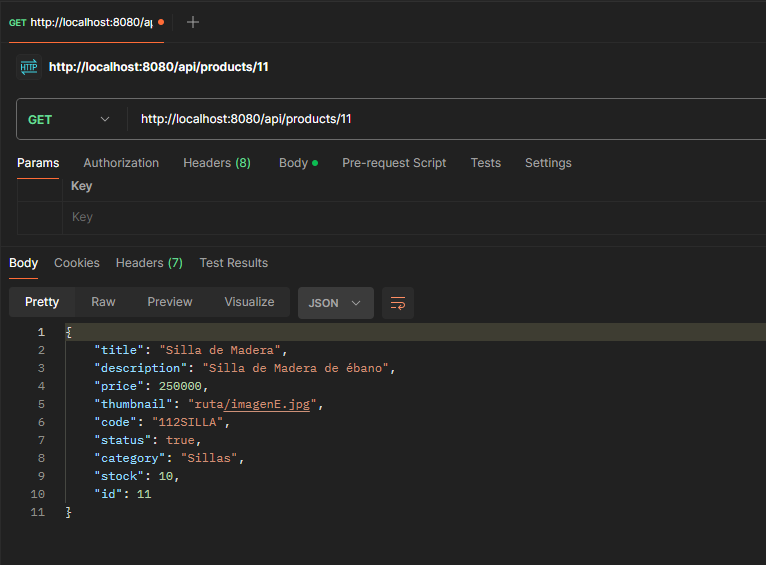 GET http://localhost:8080/a
HTTP http://localhost:8080/api/products/11
GET http://localhost:8080/api/products/11
Params Authorization Headers (8) Body Pre-request Script Tests Settings
Key
Key
Body Cookies Headers (7) Test Results
Pretty Raw Preview Visualize JSON
1 {
2 "title": "Silla de Madera",
3 "description": "Silla de Madera de ébano",
4 "price": 250000,
5 "thumbnail": "ruta/imagenE.jpg",
6 "code": "112SILLA",
7 "status": true,
8 "category": "Sillas",
9 "stock": 10,
10 "id": 11
11 }